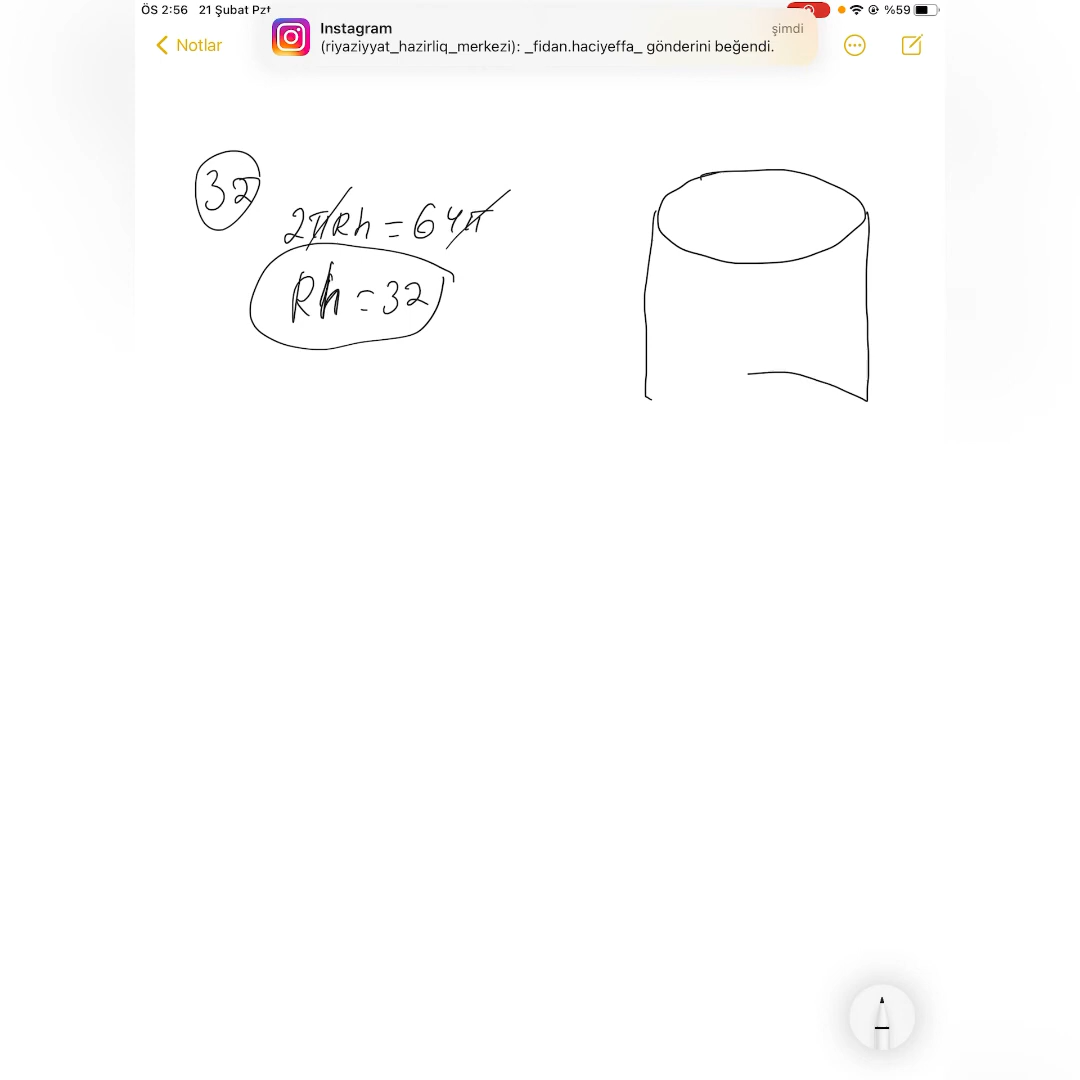 ÖS 2:56 21 Şubat Pzt
%59
Notlar
Instagram
şimdi
(riyaziyyat_hazirliq_merkezi): _fidan.haciyeffa_ gönderini beğendi.
32
2πRh = 64π
Rh = 32